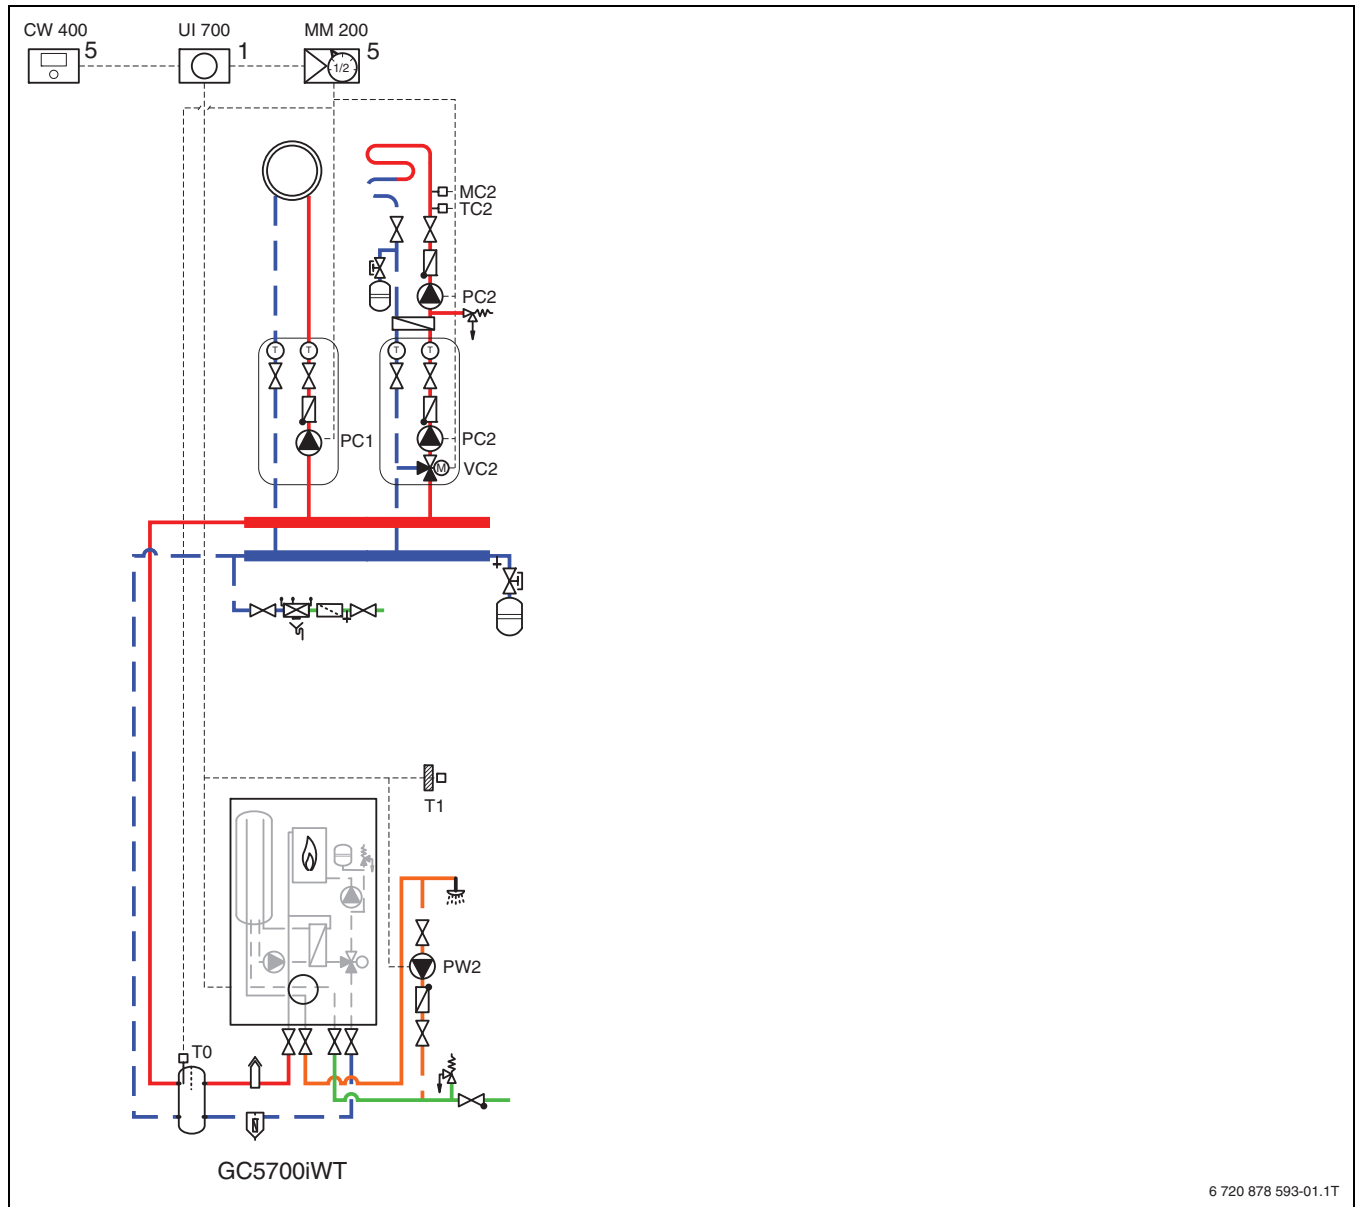 CW 400
UI 700
MM 200
5
1
5
1/2
MC2
TC2
PC2
T
T
T
T
PC1
PC2
M
VC2
T1
PW2
T0
GC5700iWT
6 720 878 593-01.1T